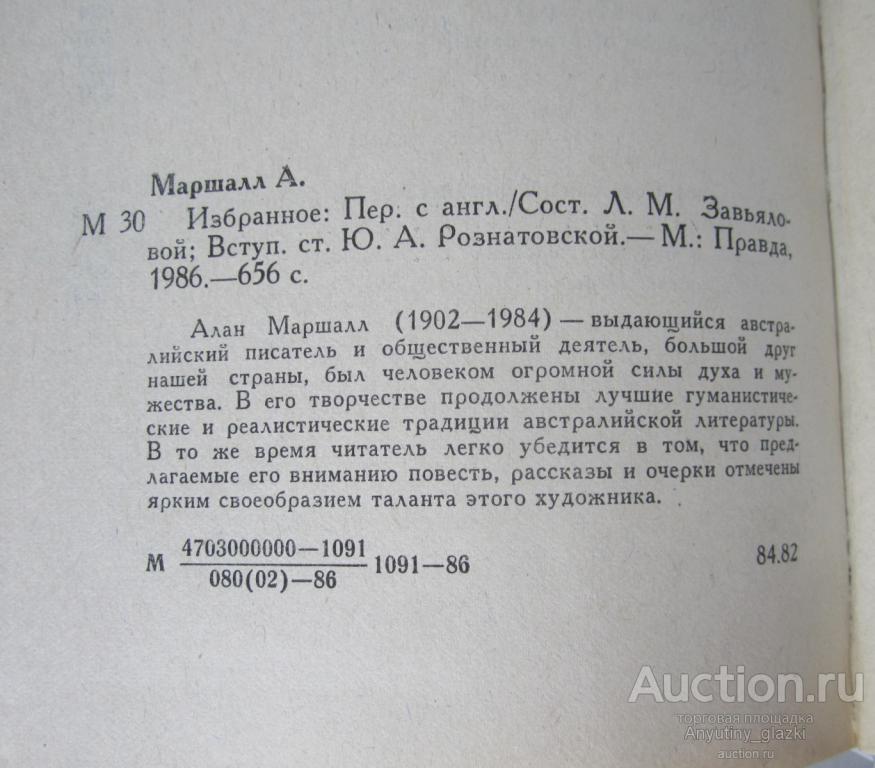 Маршалл А.
М 30 Избранное: Пер. с англ./Сост. Л. М. Завьяло-
вой; Вступ. ст. Ю. А. Рознатовской.— М.: Правда,
1986.—656 с.
Алан Маршалл (1902—1984) — выдающийся австра-
лийский писатель и общественный деятель, большой друг
нашей страны, был человеком огромной силы духа и му-
жества. В его творчестве продолжены лучшие гуманистиче-
ские и реалистические традиции австралийской литературы.
В то же время читатель легко убедится в том, что пред-
лагаемые его вниманию повесть, рассказы и очерки отмечены
ярким своеобразием таланта этого художника.
М 4703000000—1091
080(02)—86 1091—86 84.82
Auction.ru
торговая площадка
Anyutiny_glazki
auction.ru